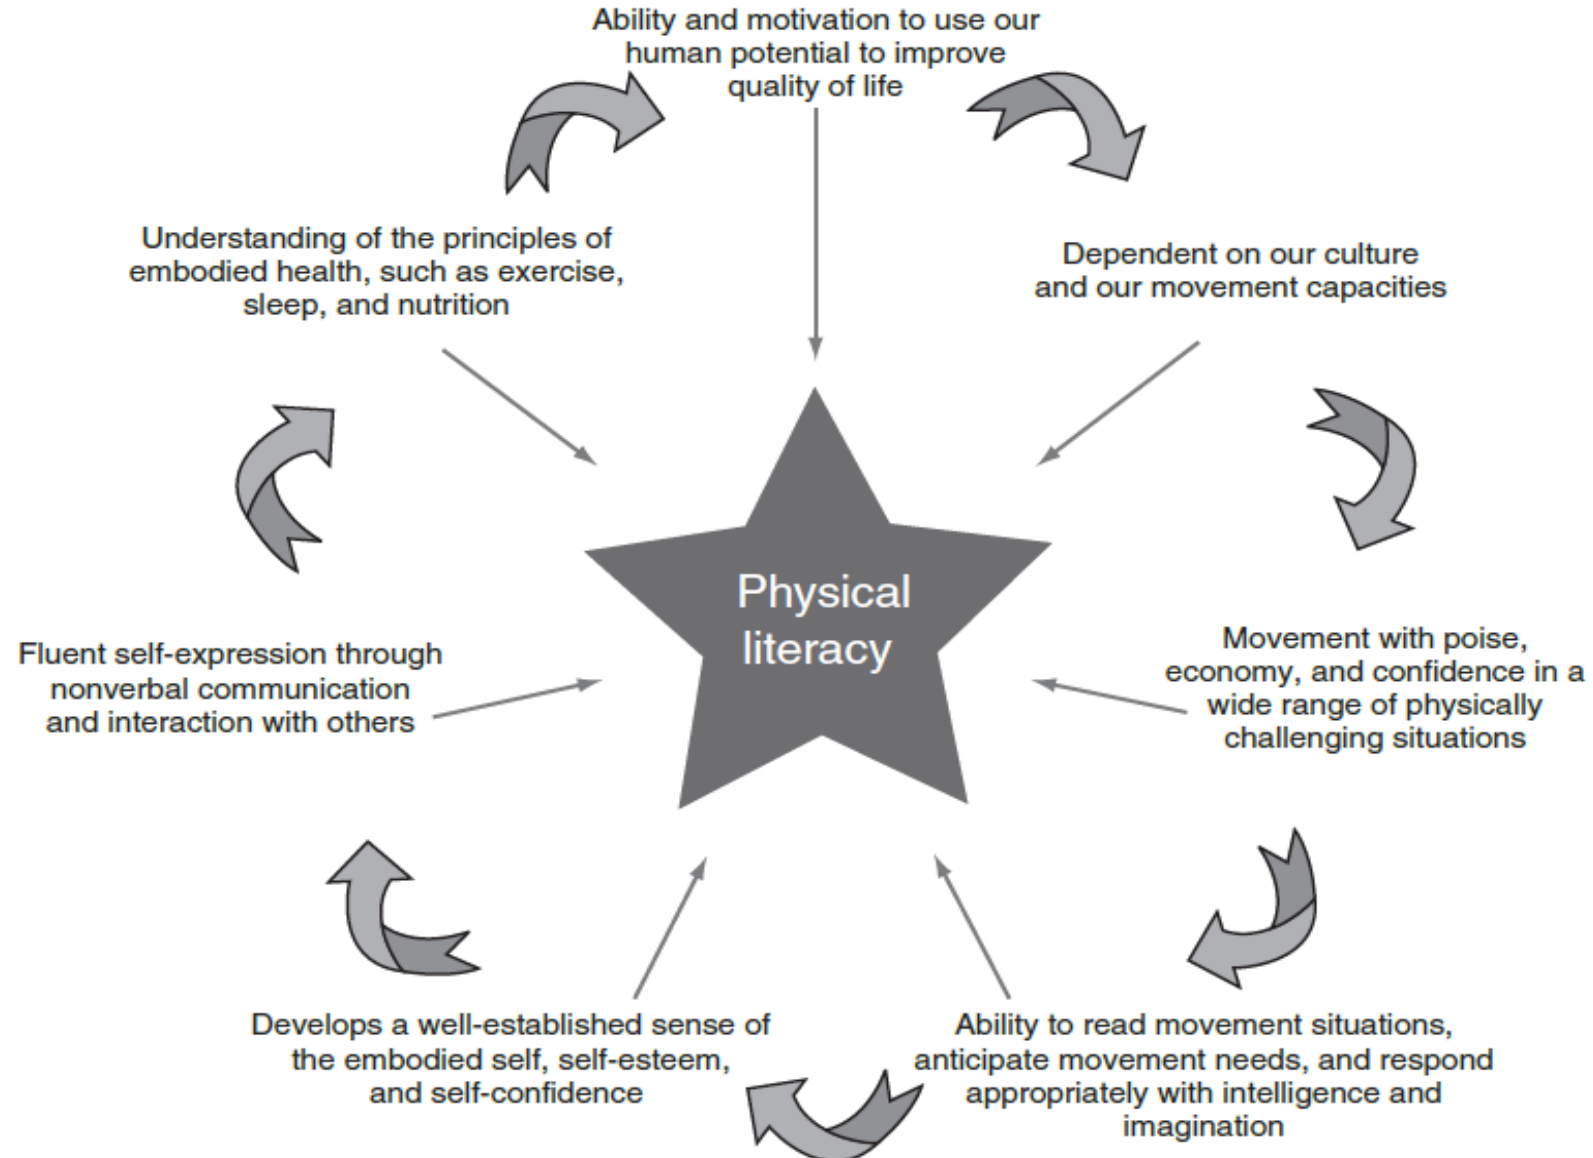 Ability and motivation to use our
human potential to improve
quality of life
Dependent on our culture
and our movement capacities
Movement with poise,
economy, and confidence in a
wide range of physically
challenging situations
Ability to read movement situations,
anticipate movement needs, and respond
appropriately with intelligence and
imagination
Develops a well-established sense of
the embodied self, self-esteem,
and self-confidence
Fluent self-expression through
nonverbal communication
and interaction with others
Understanding of the principles of
embodied health, such as exercise,
sleep, and nutrition
Physical
literacy